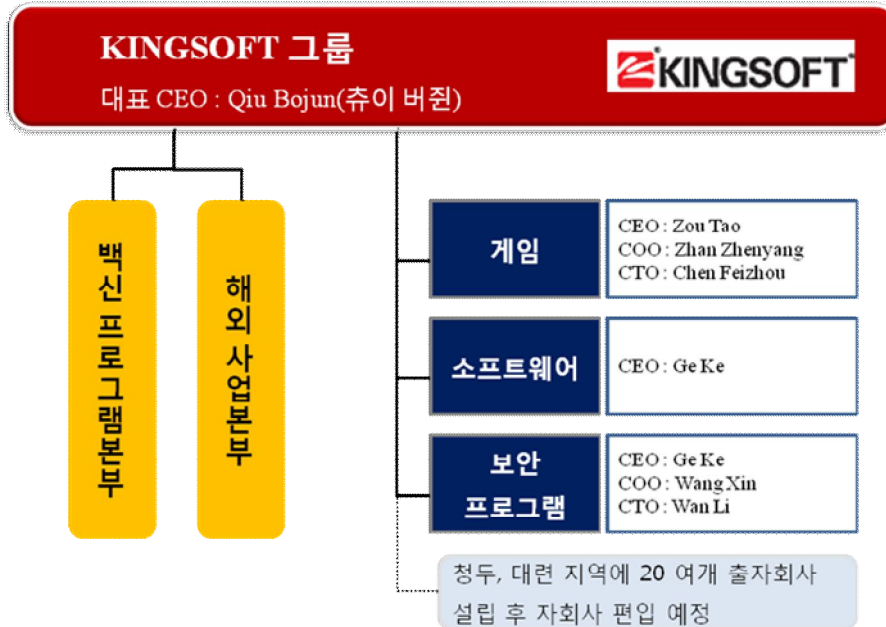 KINGSOFT 그룹
KINGSOFT
대표 CEO : Qiu Bojun(츄이 버쥔)
백신 프로그램본부
해외 사업본부
게임
CEO : Zou Tao
COO : Zhan Zhenyang
CTO : Chen Feizhou
소프트웨어
CEO : Ge Ke
보안
프로그램
CEO : Ge Ke
COO : Wang Xin
CTO : Wan Li
청두, 대련 지역에 20 여개 출자회사
설립 후 자회사 편입 예정